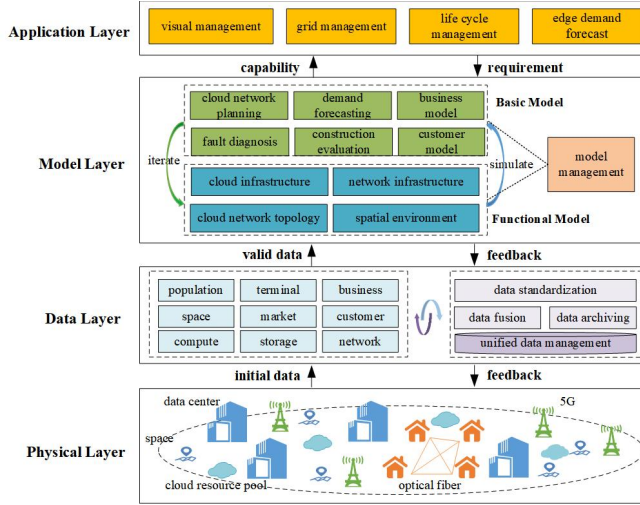 Application Layer
visual management
grid management
life cycle
management
edge demand
forecast
capability
requirement
Model Layer
cloud network
planning
demand
forecasting
business
model
Basic Model
fault diagnosis
construction
evaluation
customer
model
iterate
simulate
model
management
cloud infrastructure
network infrastructure
cloud network topology
spatial environment
Functional Model
valid data
feedback
Data Layer
population
terminal
business
space
market
customer
compute
storage
network
data standardization
data fusion
data archiving
unified data management
initial data
feedback
Physical Layer
data center
5G
space
cloud resource pool
optical fiber